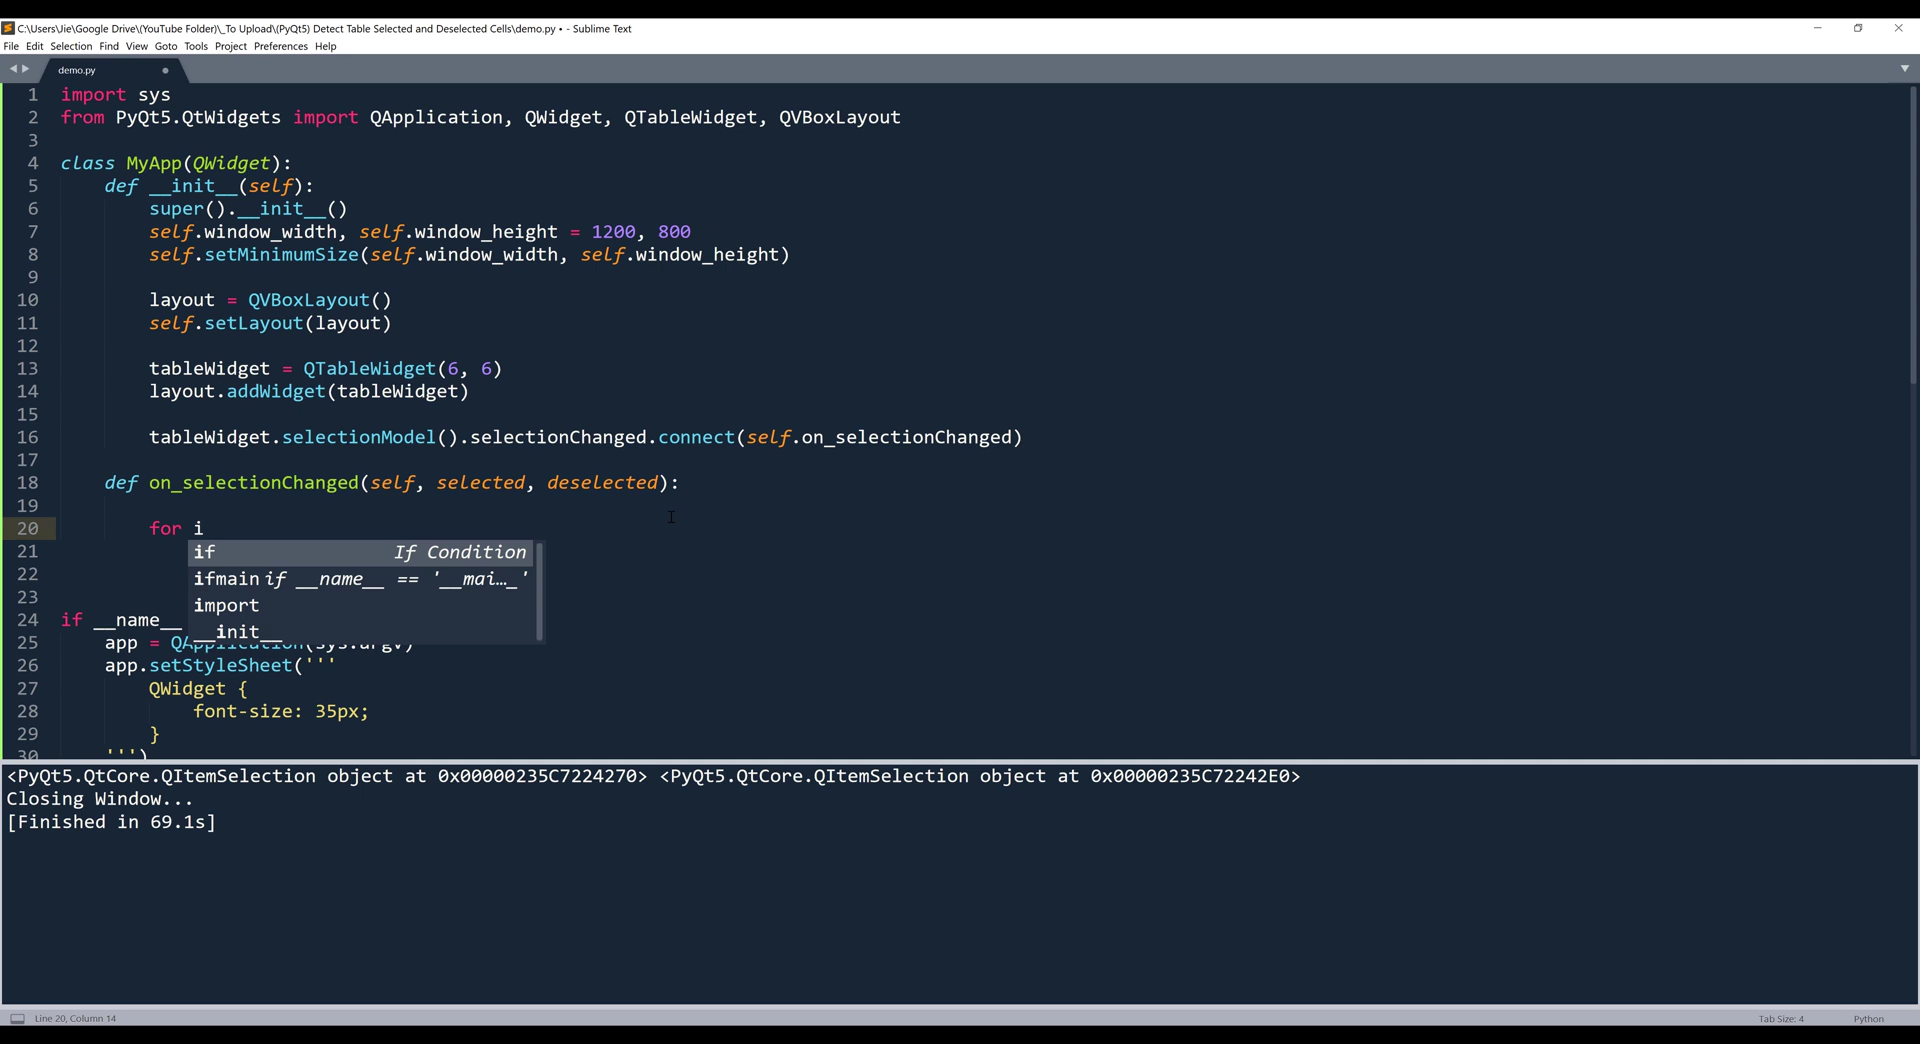 C:\Users\Jie\Google Drive\(YouTube Folder)\_To Upload\(PyQt5) Detect Table Selected and Deselected Cells\demo.py • - Sublime Text
File Edit Selection Find View Goto Tools Project Preferences Help
demo.py
1 import sys
2 from PyQt5.QtWidgets import QApplication, QWidget, QTableWidget, QVBoxLayout
3
4 class MyApp(QWidget):
5 def __init__(self):
6 super().__init__()
7 self.window_width, self.window_height = 1200, 800
8 self.setMinimumSize(self.window_width, self.window_height)
9
10 layout = QVBoxLayout()
11 self.setLayout(layout)
12
13 tableWidget = QTableWidget(6, 6)
14 layout.addWidget(tableWidget)
15
16 tableWidget.selectionModel().selectionChanged.connect(self.on_selectionChanged)
17
18 def on_selectionChanged(self, selected, deselected):
19
20 for i
21 if If Condition
22 ifmain if __name__ == '__mai…_'
23 import
24 if __name__ __init__
25 app = QApplication(sys.argv)
26 app.setStyleSheet('''
27 QWidget {
28 font-size: 35px;
29 }
30 ''')
<PyQt5.QtCore.QItemSelection object at 0x00000235C7224270> <PyQt5.QtCore.QItemSelection object at 0x00000235C72242E0>
Closing Window...
[Finished in 69.1s]
Line 20, Column 14 Tab Size: 4 Python